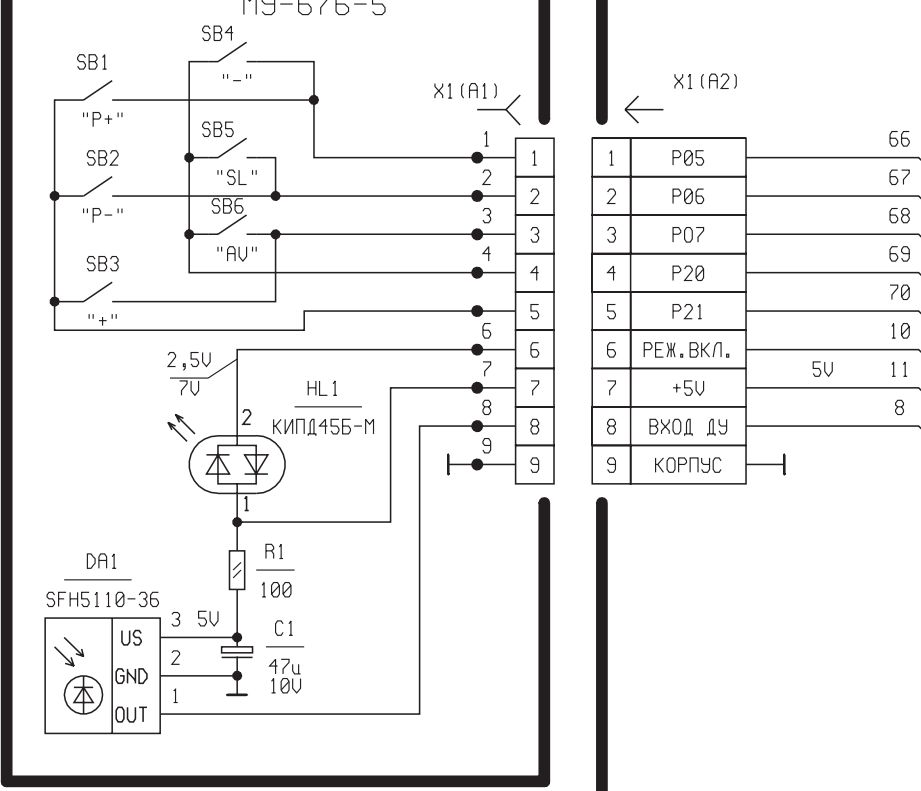 МУ-676-5
SB4
"-"
SB1
"P+"
SB5
"SL"
SB2
"P-"
SB6
"AV"
SB3
"+"
X1(A1)
X1(A2)
1 1 1 P05 66
2 2 2 P06 67
3 3 3 P07 68
4 4 4 P20 69
5 5 P21 70
6 6 6 РЕЖ.ВКЛ. 10
7 7 7 +5V 5V 11
8 8 8 ВХОД ДУ 8
9 9 9 КОРПУС
2,5V
7V
HL1
КИПД45Б-М
2
1
R1
100
DA1
SFH5110-36
3 5V
US
2
GND
1
OUT
C1
47u
10V